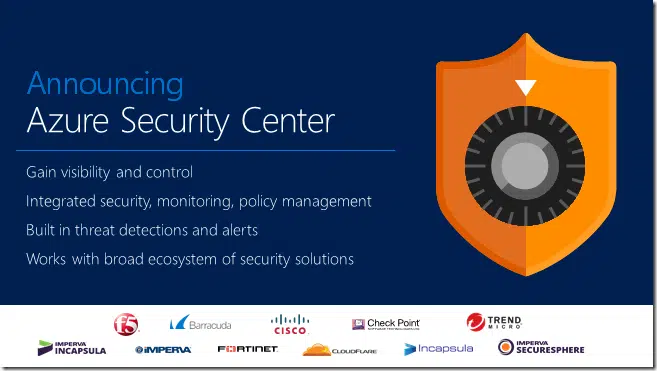 Announcing
Azure Security Center
Gain visibility and control
Integrated security, monitoring, policy management
Built in threat detections and alerts
Works with broad ecosystem of security solutions
f5 Barracuda CISCO Check Point SOFTWARE TECHNOLOGIES TREND MICRO
IMPERVA INCAPSULA IMPERVA FORTINET CLOUDFLARE Incapsula IMPERVA SECURESPHERE